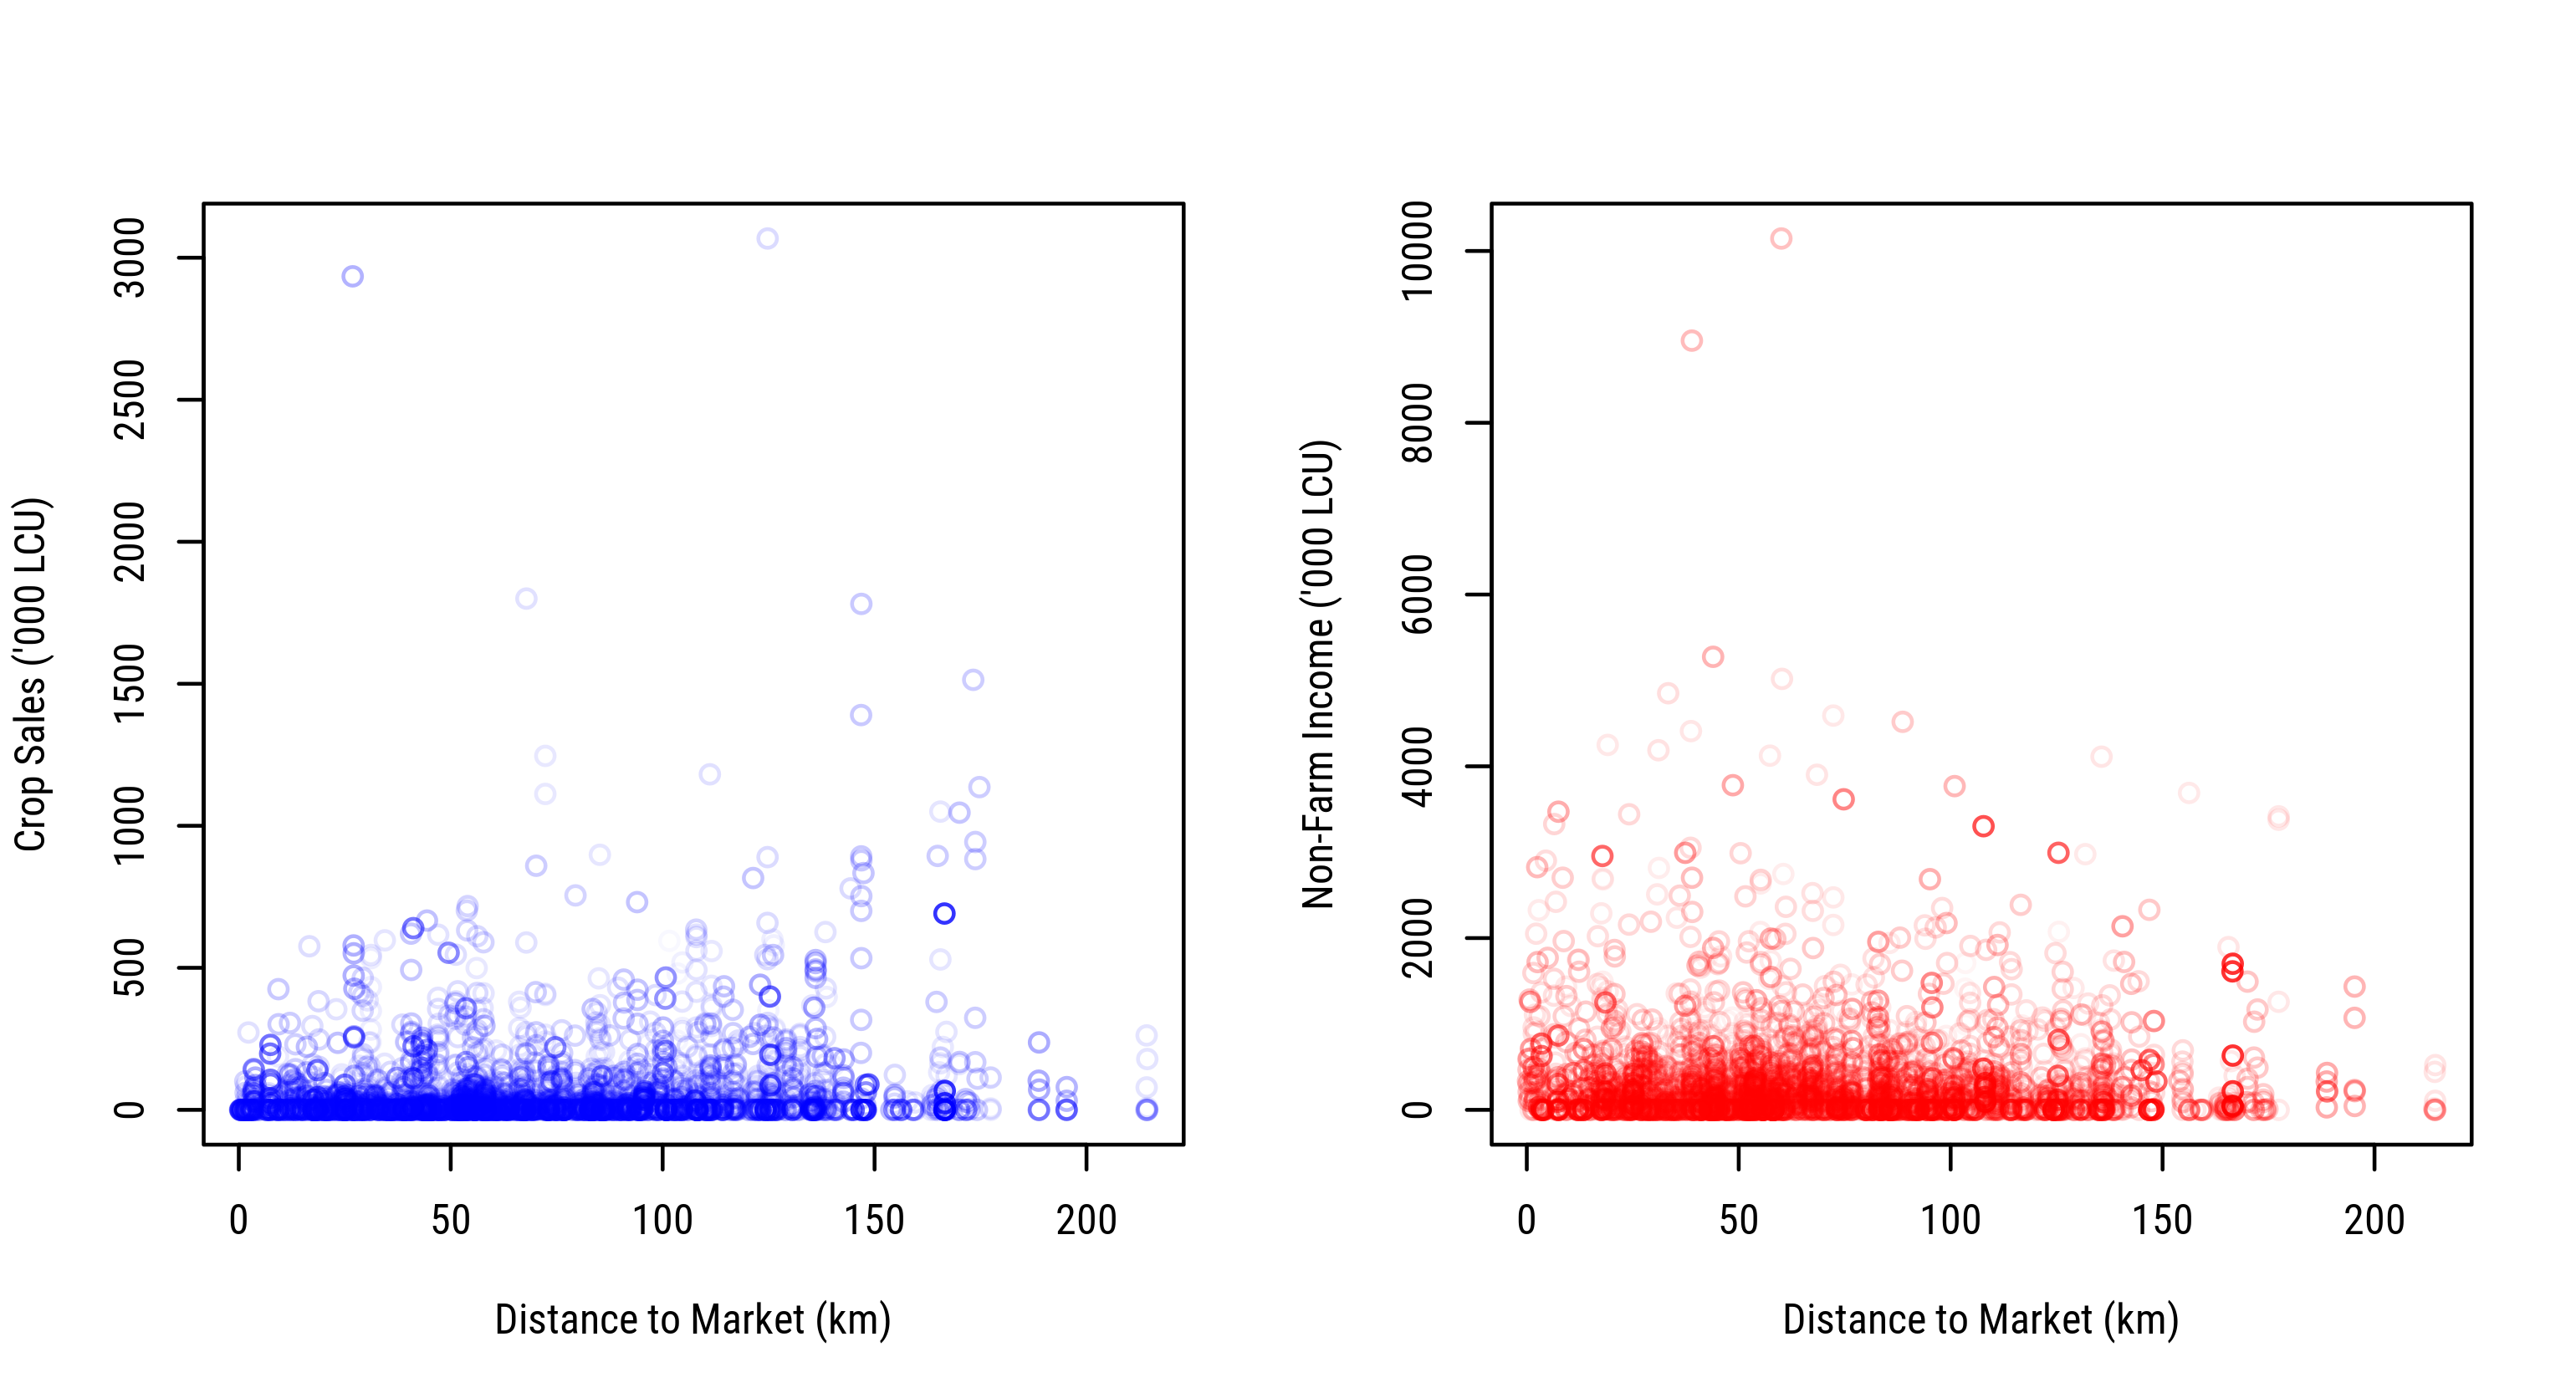 Crop Sales ('000 LCU)
3000
2500
2000
1500
1000
500
0
0 50 100 150 200
Distance to Market (km)
Non-Farm Income ('000 LCU)
10000
8000
6000
4000
2000
0
0 50 100 150 200
Distance to Market (km)